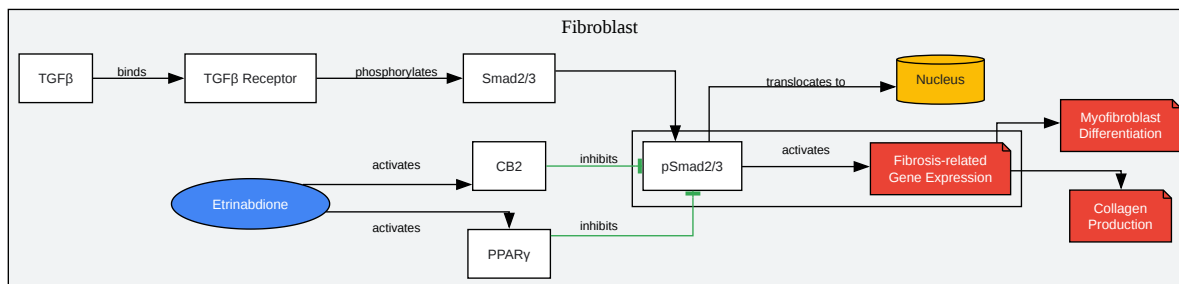 Fibroblast
TGFβ
binds
TGFβ Receptor
phosphorylates
Smad2/3
translocates to
Nucleus
Myofibroblast
Differentiation
activates
CB2
inhibits
pSmad2/3
activates
Fibrosis-related
Gene Expression
Etrinabdione
activates
PPARγ
inhibits
Collagen
Production